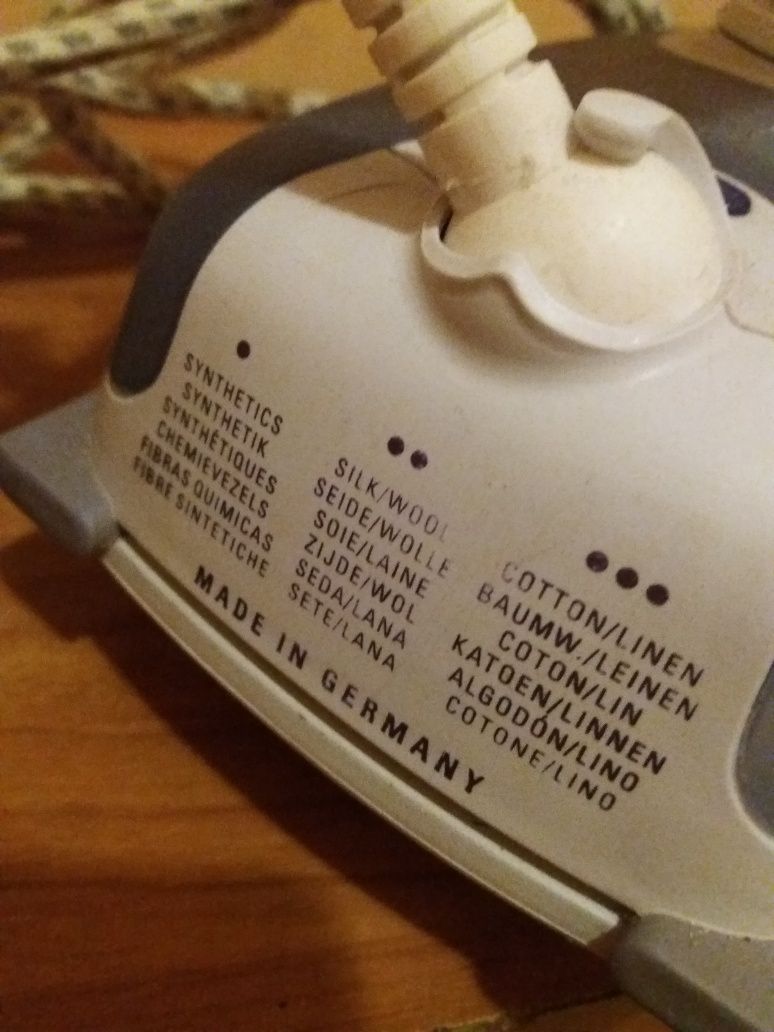 SYNTHETICS
SYNTHETIK
SYNTHÉTIQUES
CHEMIEVEZELS
FIBRAS QUIMICAS
FIBRE SINTETICHE
SILK/WOOL
SEIDE/WOLLE
SOIE/LAINE
ZIJDE/WOL
SEDA/LANA
SETE/LANA
COTTON/LINEN
BAUMW./LEINEN
COTON/LIN
KATOEN/LINNEN
ALGODÓN/LINO
COTONE/LINO
MADE IN GERMANY